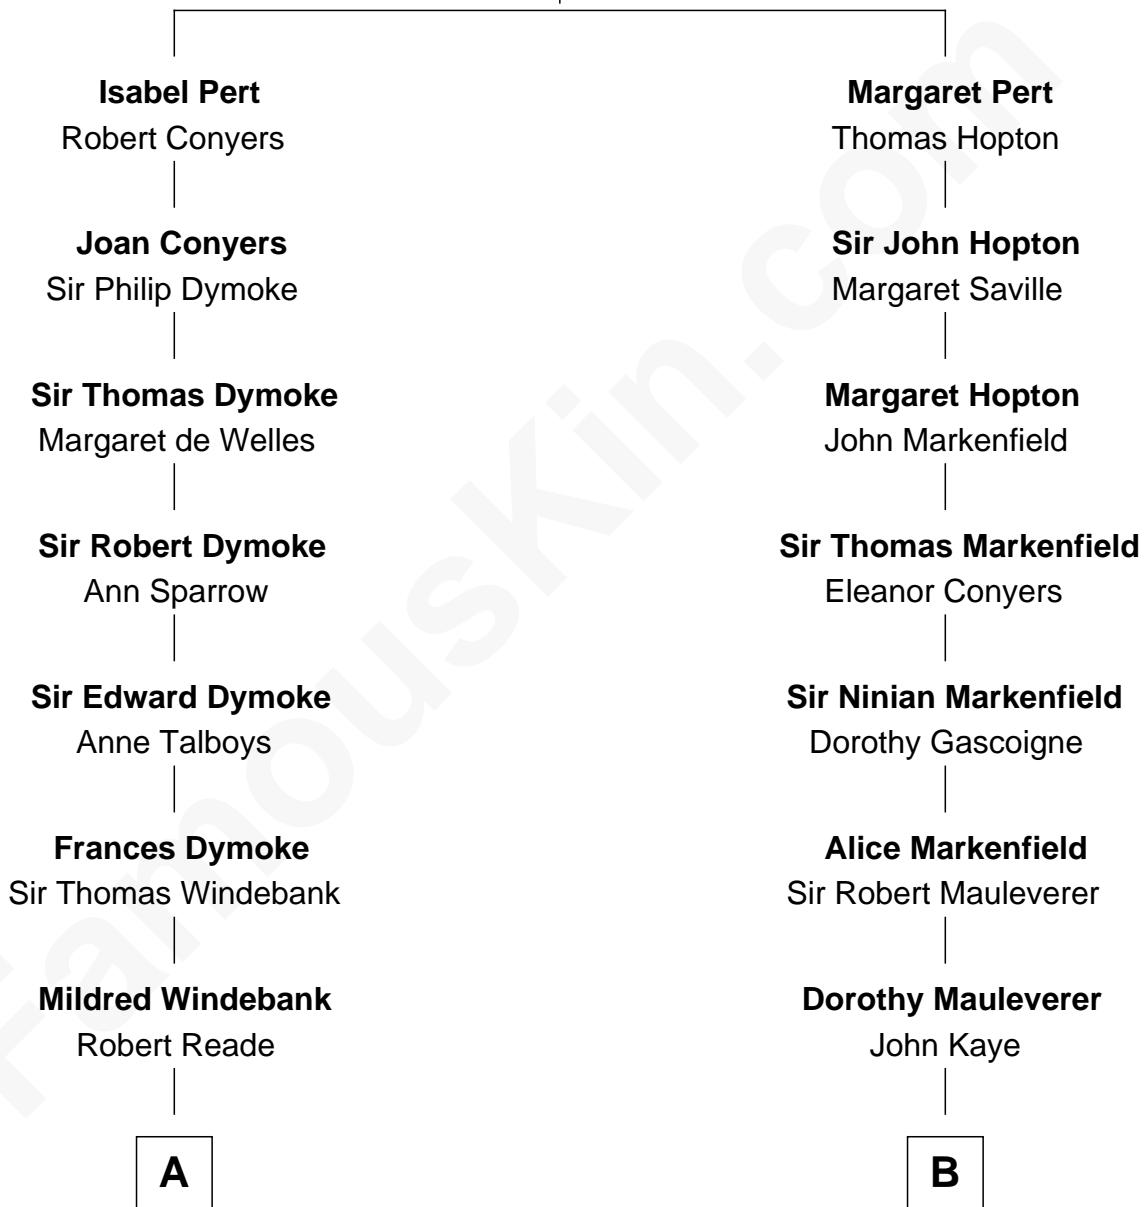 Isabel Pert
Robert Conyers
Joan Conyers
Sir Philip Dymoke
Sir Thomas Dymoke
Margaret de Welles
Sir Robert Dymoke
Ann Sparrow
Sir Edward Dymoke
Anne Talboys
Frances Dymoke
Sir Thomas Windebank
Mildred Windebank
Robert Reade
A
Margaret Pert
Thomas Hopton
Sir John Hopton
Margaret Saville
Margaret Hopton
John Markenfield
Sir Thomas Markenfield
Eleanor Conyers
Sir Ninian Markenfield
Dorothy Gascoigne
Alice Markenfield
Sir Robert Mauleverer
Dorothy Mauleverer
John Kaye
B
FamousKin.com